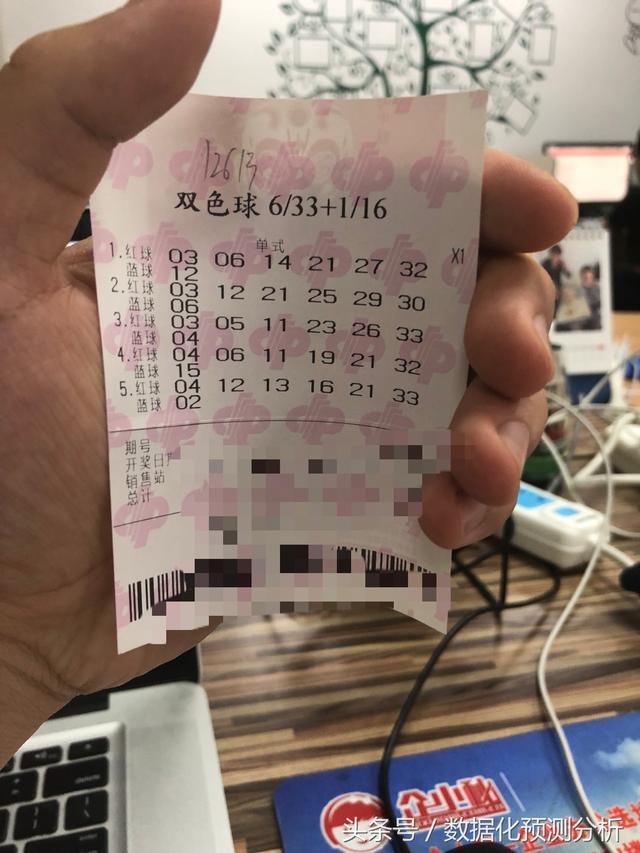 12613
双色球 6/33+1/16
单式
X1
1.红球 03 06 14 21 27 32
蓝球 12
2.红球 03 12 21 25 29 30
蓝球 06
3.红球 03 05 11 23 26 33
蓝球 04
4.红球 04 06 11 19 21 32
蓝球 15
5.红球 04 12 13 16 21 33
蓝球 02
期号
开奖日
销售站
总计
delete
头条号 / 数据化预测分析